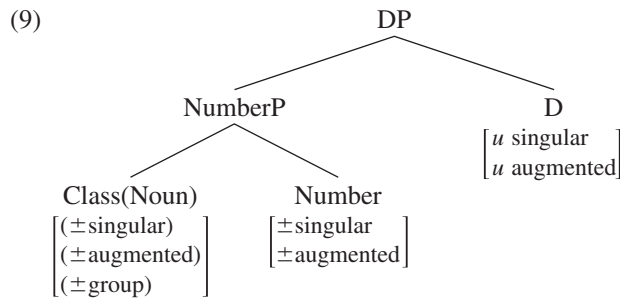 (9) DP
NumberP D
[u singular
u augmented]
Class(Noun) Number
[(±singular) [±singular
(±augmented) ±augmented]
(±group)]